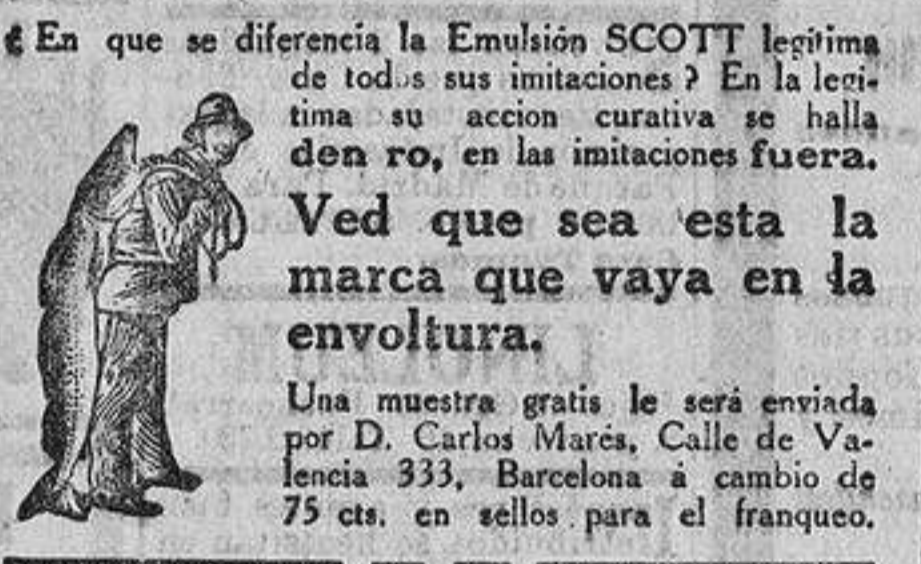 ¿ En que se diferencia la Emulsión SCOTT legitima
de todos sus imitaciones ? En la legi-
tima su accion curativa se halla
den ro, en las imitaciones fuera.
Ved que sea esta la
marca que vaya en la
envoltura.
Una muestra gratis le será enviada
por D. Carlos Marés, Calle de Va-
lencia 333, Barcelona á cambio de
75 cts. en sellos para el franqueo.